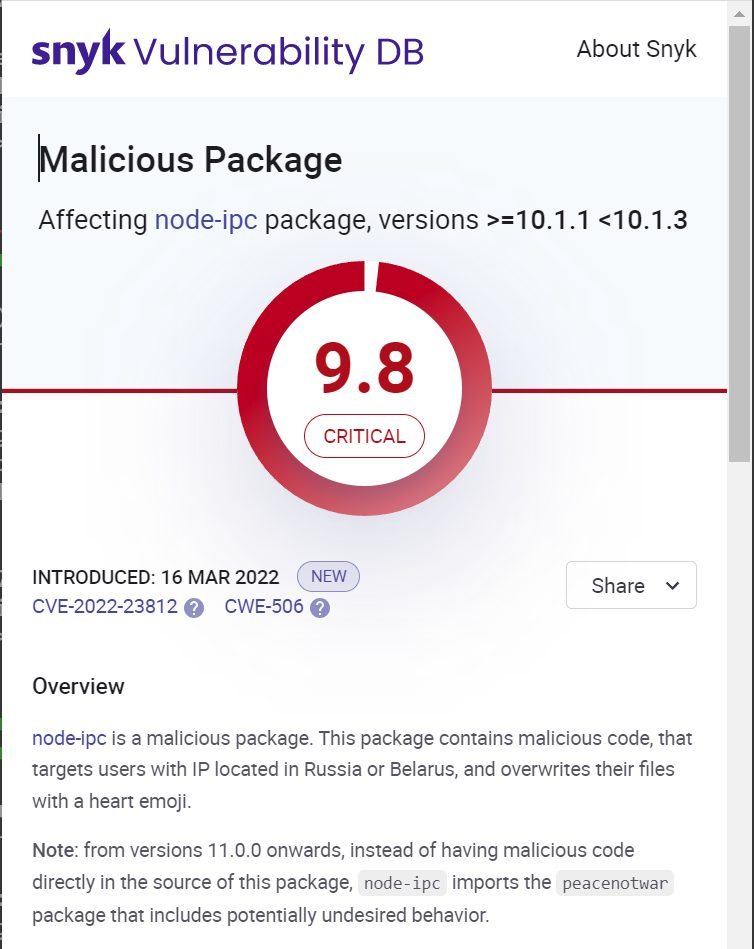 snyk Vulnerability DB
About Snyk
Malicious Package
Affecting node-ipc package, versions >=10.1.1 <10.1.3
9.8
CRITICAL
INTRODUCED: 16 MAR 2022 NEW
CVE-2022-23812 ? CWE-506 ?
Share
Overview
node-ipc is a malicious package. This package contains malicious code, that
targets users with IP located in Russia or Belarus, and overwrites their files
with a heart emoji.
Note: from versions 11.0.0 onwards, instead of having malicious code
directly in the source of this package, node-ipc imports the peacenotwar
package that includes potentially undesired behavior.